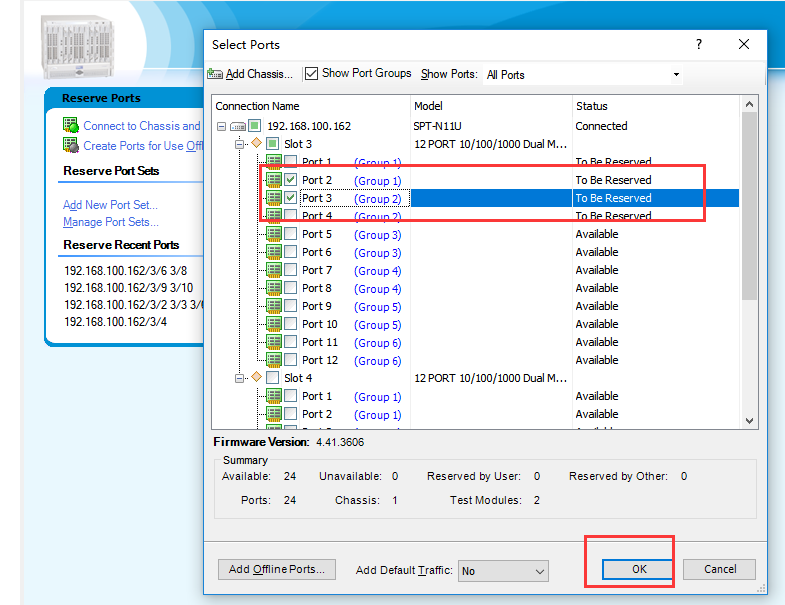 Select Ports
?
Add Chassis...
Show Port Groups
Show Ports:
All Ports
Reserve Ports
Connect to Chassis and
Create Ports for Use Offl
Reserve Port Sets
Add New Port Set...
Manage Port Sets...
Reserve Recent Ports
192.168.100.162/3/6 3/8
192.168.100.162/3/9 3/10
192.168.100.162/3/2 3/3 3/
192.168.100.162/3/4
Connection Name Model Status
192.168.100.162 SPT-N11U Connected
Slot 3 12 PORT 10/100/1000 Dual M...
Port 1 (Group 1) To Be Reserved
Port 2 (Group 1) To Be Reserved
Port 3 (Group 2) To Be Reserved
Port 4 (Group 2) To Be Reserved
Port 5 (Group 3) Available
Port 6 (Group 3) Available
Port 7 (Group 4) Available
Port 8 (Group 4) Available
Port 9 (Group 5) Available
Port 10 (Group 5) Available
Port 11 (Group 6) Available
Port 12 (Group 6) Available
Slot 4 12 PORT 10/100/1000 Dual M...
Port 1 (Group 1) Available
Port 2 (Group 1) Available
Firmware Version: 4.41.3606
Summary
Available: 24 Unavailable: 0 Reserved by User: 0 Reserved by Other: 0
Ports: 24 Chassis: 1 Test Modules: 2
Add Offline Ports...
Add Default Traffic: No
OK
Cancel